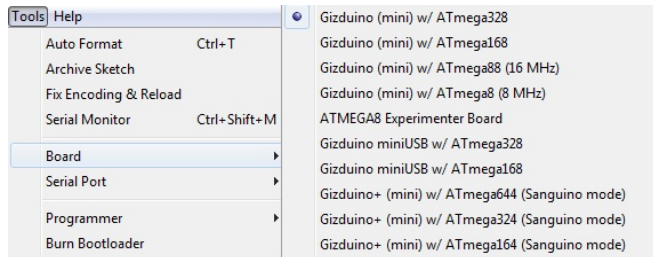 Tools Help
Auto Format Ctrl+T
Archive Sketch
Fix Encoding & Reload
Serial Monitor Ctrl+Shift+M
Board
Serial Port
Programmer
Burn Bootloader
Gizduino (mini) w/ ATmega328
Gizduino (mini) w/ ATmega168
Gizduino (mini) w/ ATmega88 (16 MHz)
Gizduino (mini) w/ ATmega8 (8 MHz)
ATMEGA8 Experimenter Board
Gizduino miniUSB w/ ATmega328
Gizduino miniUSB w/ ATmega168
Gizduino+ (mini) w/ ATmega644 (Sanguino mode)
Gizduino+ (mini) w/ ATmega324 (Sanguino mode)
Gizduino+ (mini) w/ ATmega164 (Sanguino mode)